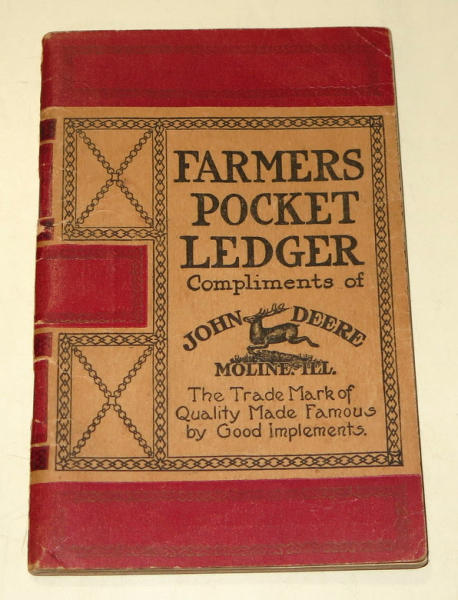 FARMERS
POCKET
LEDGER
Compliments of
JOHN DEERE
MOLINE, ILL.
The Trade Mark of
Quality Made Famous
by Good Implements.